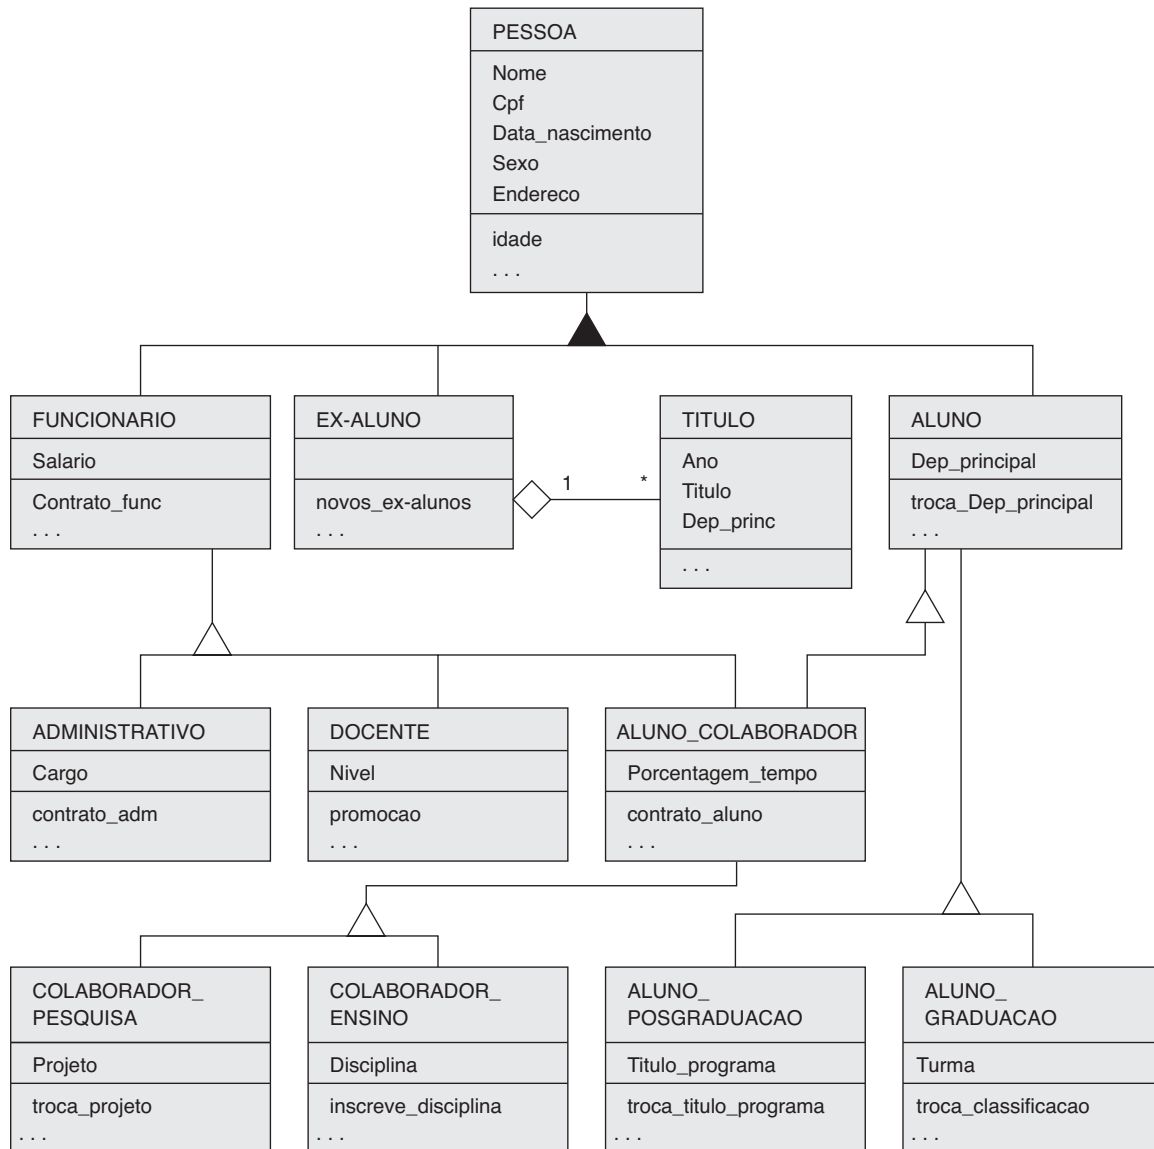 PESSOA
Nome
Cpf
Data_nascimento
Sexo
Endereco
idade
. . .
FUNCIONARIO
Salario
Contrato_func
. . .
EX-ALUNO
novos_ex-alunos
. . .
1
*
TITULO
Ano
Titulo
Dep_princ
. . .
ALUNO
Dep_principal
troca_Dep_principal
. . .
ADMINISTRATIVO
Cargo
contrato_adm
. . .
DOCENTE
Nivel
promocao
. . .
ALUNO_COLABORADOR
Porcentagem_tempo
contrato_aluno
. . .
COLABORADOR_
PESQUISA
Projeto
troca_projeto
. . .
COLABORADOR_
ENSINO
Disciplina
inscreve_disciplina
. . .
ALUNO_
POSGRADUACAO
Titulo_programa
troca_titulo_programa
. . .
ALUNO_
GRADUACAO
Turma
troca_classificacao
. . .